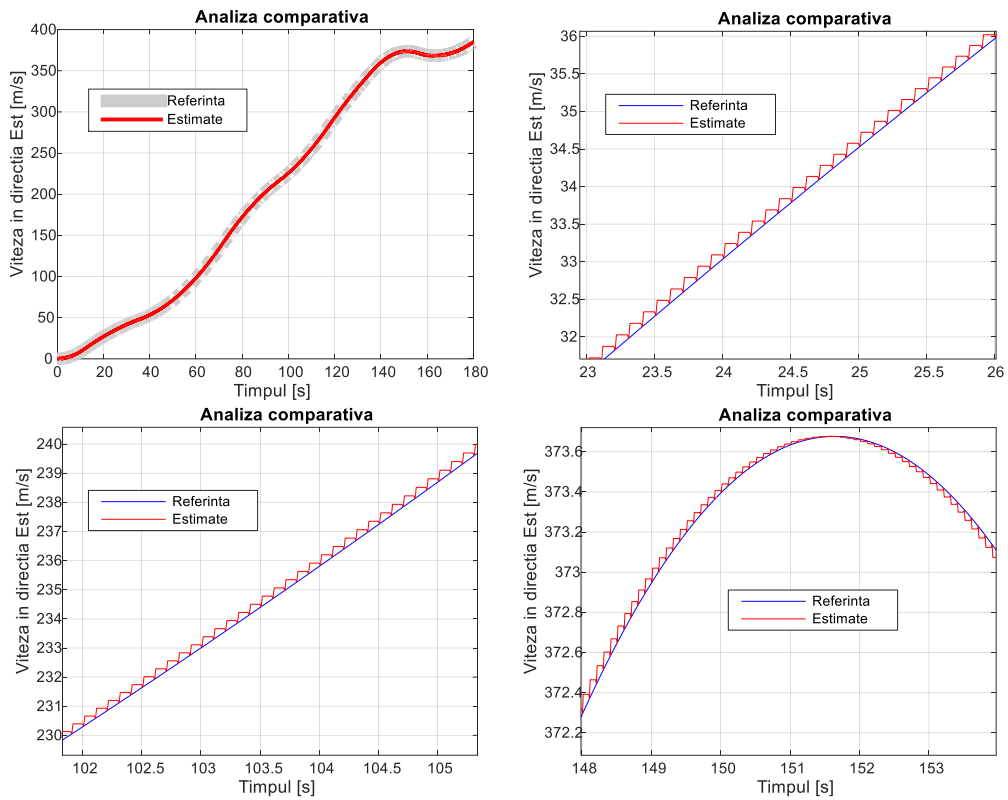 Analiza comparativa
400
350
300
250
200
150
100
50
0
Viteza in directia Est [m/s]
Referinta
Estimate
0 20 40 60 80 100 120 140 160 180
Timpul [s]
Analiza comparativa
36
35.5
35
34.5
34
33.5
33
32.5
32
Viteza in directia Est [m/s]
Referinta
Estimate
23 23.5 24 24.5 25 25.5 26
Timpul [s]
Analiza comparativa
240
239
238
237
236
235
234
233
232
231
230
Viteza in directia Est [m/s]
Referinta
Estimate
102 102.5 103 103.5 104 104.5 105
Timpul [s]
Analiza comparativa
373.6
373.4
373.2
373
372.8
372.6
372.4
372.2
Viteza in directia Est [m/s]
Referinta
Estimate
148 149 150 151 152 153
Timpul [s]